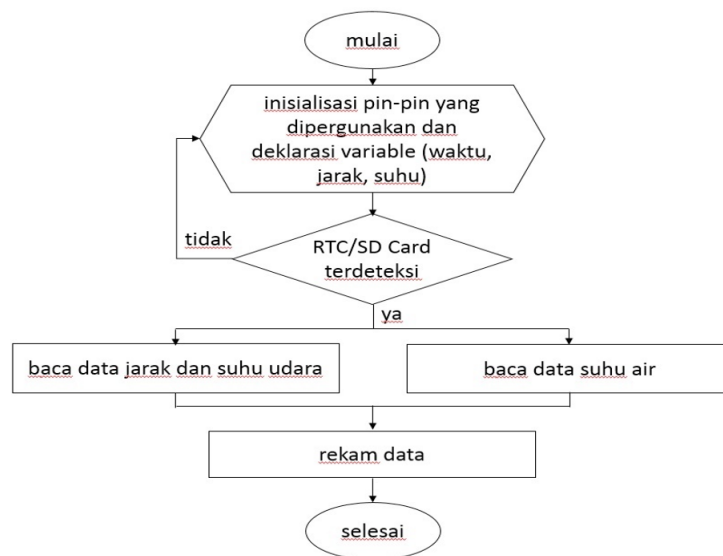 mulai
inisialisasi pin-pin yang
dipergunakan dan
deklarasi variable (waktu,
jarak, suhu)
tidak
RTC/SD Card
terdeteksi
ya
baca data jarak dan suhu udara
baca data suhu air
rekam data
selesai